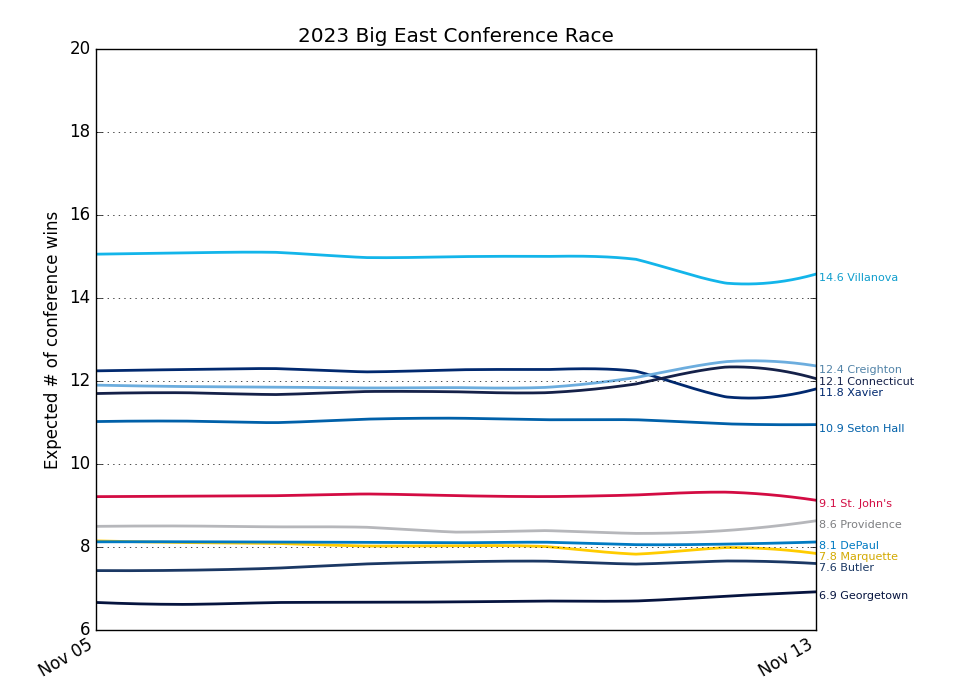 2023 Big East Conference Race
Expected # of conference wins
20
18
16
14
12
10
8
6
14.6 Villanova
12.4 Creighton
12.1 Connecticut
11.8 Xavier
10.9 Seton Hall
9.1 St. John's
8.6 Providence
8.1 DePaul
7.8 Marquette
7.6 Butler
6.9 Georgetown
Nov 05
Nov 13